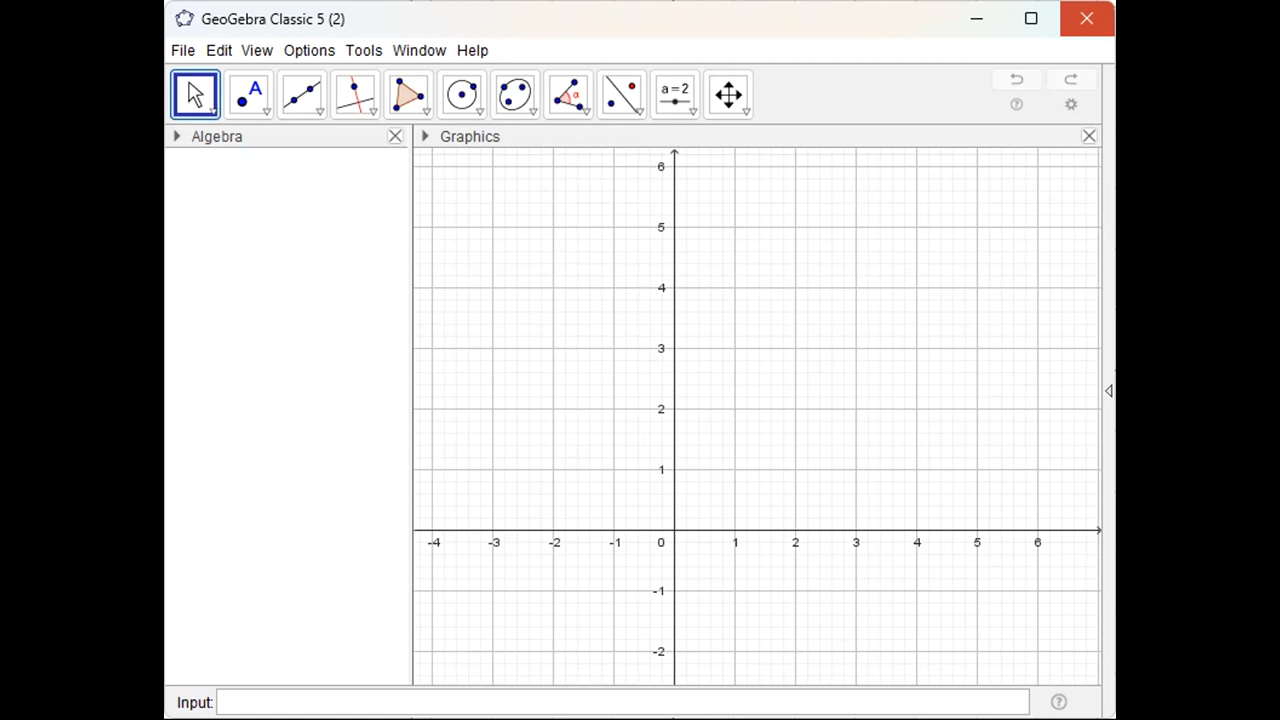 GeoGebra Classic 5 (2)
File Edit View Options Tools Window Help
A
α
a=2
Algebra
Graphics
6
5
4
3
2
1
-4 -3 -2 -1 0 1 2 3 4 5 6
-1
-2
Input: